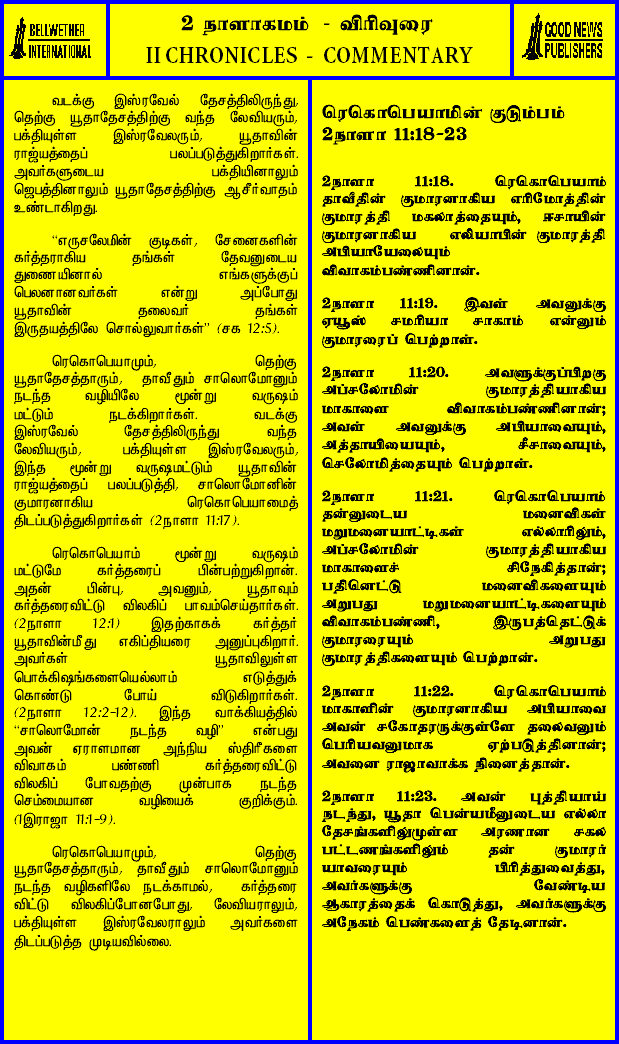 BELLWETHER
INTERNATIONAL
2 நாளாகமம் - விரிவுரை
II CHRONICLES - COMMENTARY
GOOD NEWS
PUBLISHERS
வடக்கு இஸ்ரவேல் தேசத்திலிருந்து,
தெற்கு யூதாதேசத்திற்கு வந்த லேவியரும்,
பக்தியுள்ள இஸ்ரவேலரும், யூதாவின்
ராஜ்யத்தைப் பலப்படுத்துகிறார்கள்.
அவர்களுடைய பக்தியினாலும்
ஜெபத்தினாலும் யூதாதேசத்திற்கு ஆசீர்வாதம்
உண்டாகிறது.
“எருசலேமின் குடிகள், சேனைகளின்
கர்த்தராகிய தங்கள் தேவனுடைய
துணையினால் எங்களுக்குப்
பெலனானவர்கள் என்று அப்போது
யூதாவின் தலைவர் தங்கள்
இருதயத்திலே சொல்லுவார்கள்” (சக 12:5).
ரெகொபெயாமும், தெற்கு
யூதாதேசத்தாரும், தாவீதும் சாலொமோனும்
நடந்த வழியிலே மூன்று வருஷம்
மட்டும் நடக்கிறார்கள். வடக்கு
இஸ்ரவேல் தேசத்திலிருந்து வந்த
லேவியரும், பக்தியுள்ள இஸ்ரவேலரும்,
இந்த மூன்று வருஷமட்டும் யூதாவின்
ராஜ்யத்தைப் பலப்படுத்தி, சாலொமோனின்
குமாரனாகிய ரெகொபெயாமைத்
திடப்படுத்துகிறார்கள் (2நாளா 11:17).
ரெகொபெயாம் மூன்று வருஷம்
மட்டுமே கர்த்தரைப் பின்பற்றுகிறான்.
அதன் பின்பு, அவனும், யூதாவும்
கர்த்தரைவிட்டு விலகிப் பாவம்செய்தார்கள்.
(2நாளா 12:1) இதற்காகக் கர்த்தர்
யூதாவின்மீது எகிப்தியரை அனுப்புகிறார்.
அவர்கள் யூதாவிலுள்ள
பொக்கிஷங்களையெல்லாம் எடுத்துக்
கொண்டு போய் விடுகிறார்கள்.
(2நாளா 12:2-12). இந்த வாக்கியத்தில்
“சாலொமோன் நடந்த வழி” என்பது
அவன் ஏராளமான அந்நிய ஸ்திரீகளை
விவாகம் பண்ணி கர்த்தரைவிட்டு
விலகிப் போவதற்கு முன்பாக நடந்த
செம்மையான வழியைக் குறிக்கும்.
(1இராஜா 11:1-9).
ரெகொபெயாமும், தெற்கு
யூதாதேசத்தாரும், தாவீதும் சாலொமோனும்
நடந்த வழிகளிலே நடக்காமல், கர்த்தரை
விட்டு விலகிப்போனபோது, லேவியராலும்,
பக்தியுள்ள இஸ்ரவேலராலும் அவர்களை
திடப்படுத்த முடியவில்லை.
ரெகொபெயாமின் குடும்பம்
2நாளா 11:18-23
2நாளா 11:18. ரெகொபெயாம்
தாவீதின் குமாரனாகிய எரிமோத்தின்
குமாரத்தி மகலாத்தையும், ஈசாயின்
குமாரனாகிய எலியாபின் குமாரத்தி
அபியாயேலையும்
விவாகம்பண்ணினான்.
2நாளா 11:19. இவள் அவனுக்கு
ஏயூஸ் சமரியா சாகாம் என்னும்
குமாரரைப் பெற்றாள்.
2நாளா 11:20. அவளுக்குப்பிறகு
அப்சலோமின் குமாரத்தியாகிய
மாகாளை விவாகம்பண்ணினான்;
அவள் அவனுக்கு அபியாவையும்,
அத்தாயியையும், சீசாவையும்,
செலோமித்தையும் பெற்றாள்.
2நாளா 11:21. ரெகொபெயாம்
தன்னுடைய மனைவிகள்
மறுமனையாட்டிகள் எல்லாரிலும்,
அப்சலோமின் குமாரத்தியாகிய
மாகாளைச் சிநேகித்தான்;
பதினெட்டு மனைவிகளையும்
அறுபது மறுமனையாட்டிகளையும்
விவாகம்பண்ணி, இருபத்தெட்டுக்
குமாரரையும் அறுபது
குமாரத்திகளையும் பெற்றான்.
2நாளா 11:22. ரெகொபெயாம்
மாகாளின் குமாரனாகிய அபியாவை
அவன் சகோதரருக்குள்ளே தலைவனும்
பெரியவனுமாக ஏற்படுத்தினான்;
அவனை ராஜாவாக்க நினைத்தான்.
2நாளா 11:23. அவன் புத்தியாய்
நடந்து, யூதா பென்யமீனுடைய எல்லா
தேசங்களிலுமுள்ள அரணான சகல
பட்டணங்களிலும் தன் குமாரர்
யாவரையும் பிரித்துவைத்து,
அவர்களுக்கு வேண்டிய
ஆகாரத்தைக் கொடுத்து, அவர்களுக்கு
அநேகம் பெண்களைத் தேடினான்.